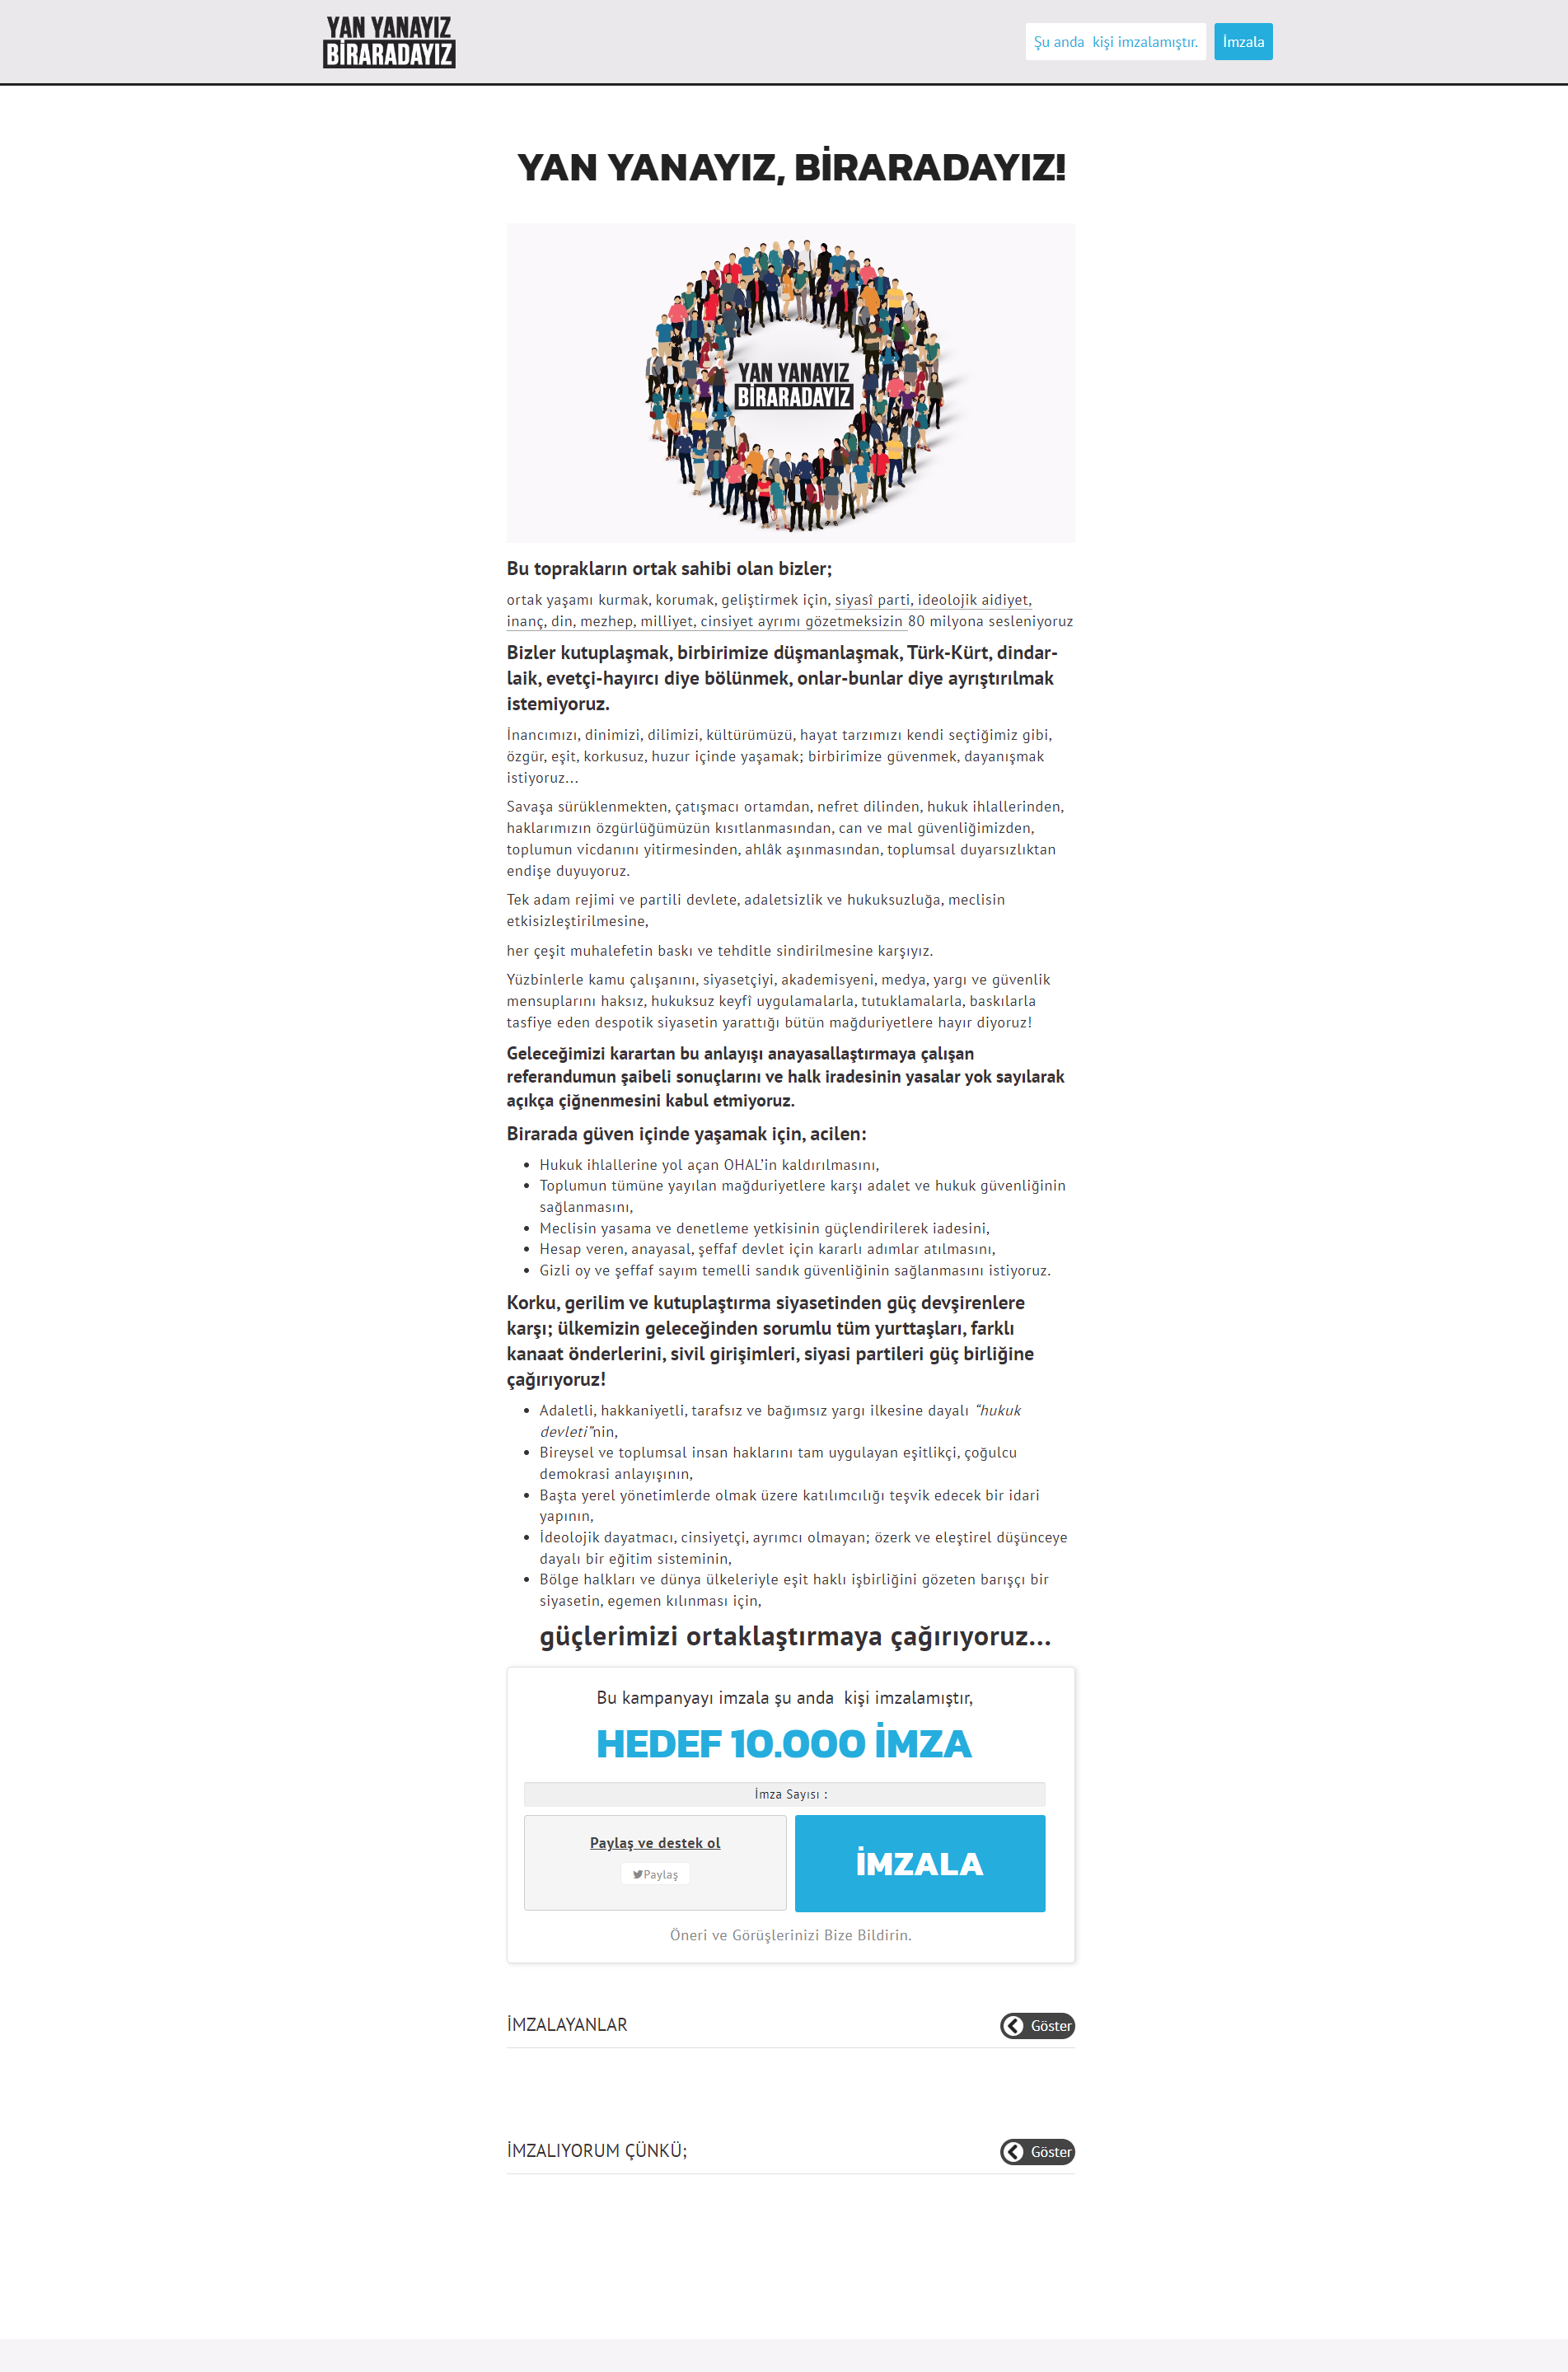 YAN YANAYIZ
BİRARADAYIZ
Şu anda  kişi imzalamıştır.
İmzala
YAN YANAYIZ, BİRARADAYIZ!
YAN YANAYIZ
BİRARADAYIZ
Bu toprakların ortak sahibi olan bizler;
ortak yaşamı kurmak, korumak, geliştirmek için, siyasî parti, ideolojik aidiyet,
inanç, din, mezhep, milliyet, cinsiyet ayrımı gözetmeksizin 80 milyona sesleniyoruz
Bizler kutuplaşmak, birbirimize düşmanlaşmak, Türk-Kürt, dindar-
laik, evetçi-hayırcı diye bölünmek, onlar-bunlar diye ayrıştırılmak
istemiyoruz.
İnancımızı, dinimizi, dilimizi, kültürümüzü, hayat tarzımızı kendi seçtiğimiz gibi,
özgür, eşit, korkusuz, huzur içinde yaşamak; birbirimize güvenmek, dayanışmak
istiyoruz...
Savaşa sürüklenmekten, çatışmacı ortamdan, nefret dilinden, hukuk ihlallerinden,
haklarımızın özgürlüğümüzün kısıtlanmasından, can ve mal güvenliğimizden,
toplumun vicdanını yitirmesinden, ahlâk aşınmasından, toplumsal duyarsızlıktan
endişe duyuyoruz.
Tek adam rejimi ve partili devlete, adaletsizlik ve hukuksuzluğa, meclisin
etkisizleştirilmesine,
her çeşit muhalefetin baskı ve tehditle sindirilmesine karşıyız.
Yüzbinlerle kamu çalışanını, siyasetçiyi, akademisyeni, medya, yargı ve güvenlik
mensuplarını haksız, hukuksuz keyfî uygulamalarla, tutuklamalarla, baskılarla
tasfiye eden despotik siyasetin yarattığı bütün mağduriyetlere hayır diyoruz!
Geleceğimizi karartan bu anlayışı anayasallaştırmaya çalışan
referandumun şaibeli sonuçlarını ve halk iradesinin yasalar yok sayılarak
açıkça çiğnenmesini kabul etmiyoruz.
Birarada güven içinde yaşamak için, acilen:
• Hukuk ihlallerine yol açan OHAL’in kaldırılmasını,
• Toplumun tümüne yayılan mağduriyetlere karşı adalet ve hukuk güvenliğinin
sağlanmasını,
• Meclisin yasama ve denetleme yetkisinin güçlendirilerek iadesini,
• Hesap veren, anayasal, şeffaf devlet için kararlı adımlar atılmasını,
• Gizli oy ve şeffaf sayım temelli sandık güvenliğinin sağlanmasını istiyoruz.
Korku, gerilim ve kutuplaştırma siyasetinden güç devşirenlere
karşı; ülkemizin geleceğinden sorumlu tüm yurttaşları, farklı
kanaat önderlerini, sivil girişimleri, siyasi partileri güç birliğine
çağırıyoruz!
• Adaletli, hakkaniyetli, tarafsız ve bağımsız yargı ilkesine dayalı “hukuk
devleti”nin,
• Bireysel ve toplumsal insan haklarını tam uygulayan eşitlikçi, çoğulcu
demokrasi anlayışının,
• Başta yerel yönetimlerde olmak üzere katılımcılığı teşvik edecek bir idari
yapının,
• İdeolojik dayatmacı, cinsiyetçi, ayrımcı olmayan; özerk ve eleştirel düşünceye
dayalı bir eğitim sisteminin,
• Bölge halkları ve dünya ülkeleriyle eşit haklı işbirliğini gözeten barışçı bir
siyasetin, egemen kılınması için,
güçlerimizi ortaklaştırmaya çağırıyoruz...
Bu kampanyayı imzala şu anda  kişi imzalamıştır,
HEDEF 10.000 İMZA
İmza Sayısı :
Paylaş ve destek ol
Paylaş
İMZALA
Öneri ve Görüşlerinizi Bize Bildirin.
İMZALAYANLAR
Göster
İMZALIYORUM ÇÜNKÜ;
Göster